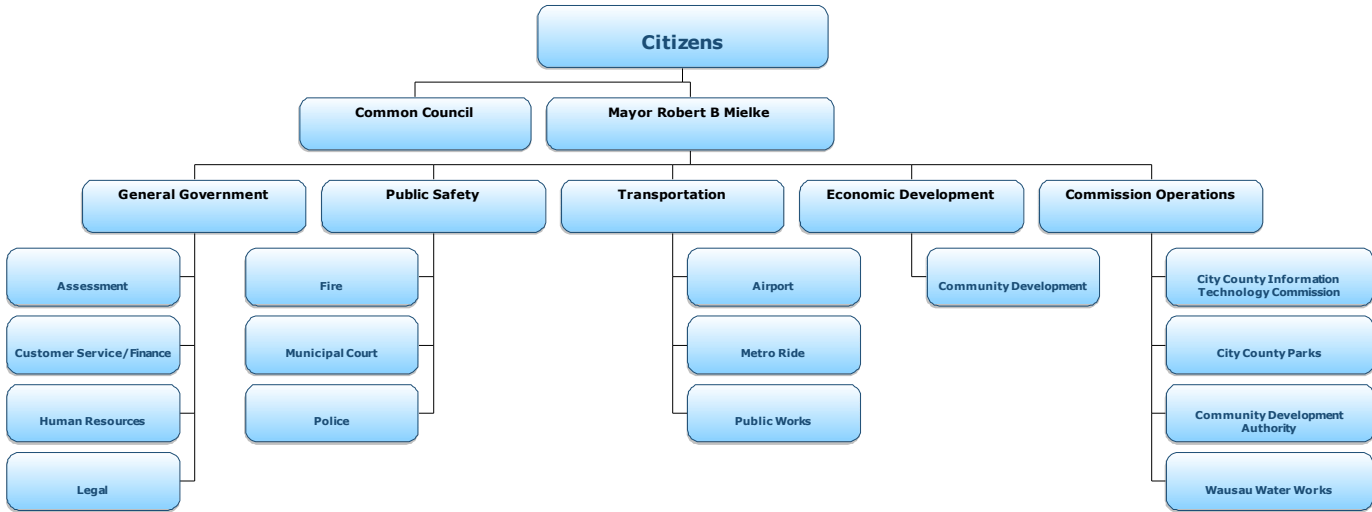 Citizens
Common Council
Mayor Robert B Mielke
General Government
Public Safety
Transportation
Economic Development
Commission Operations
Assessment
Customer Service/Finance
Human Resources
Legal
Fire
Municipal Court
Police
Airport
Metro Ride
Public Works
Community Development
City County Information
Technology Commission
City County Parks
Community Development
Authority
Wausau Water Works